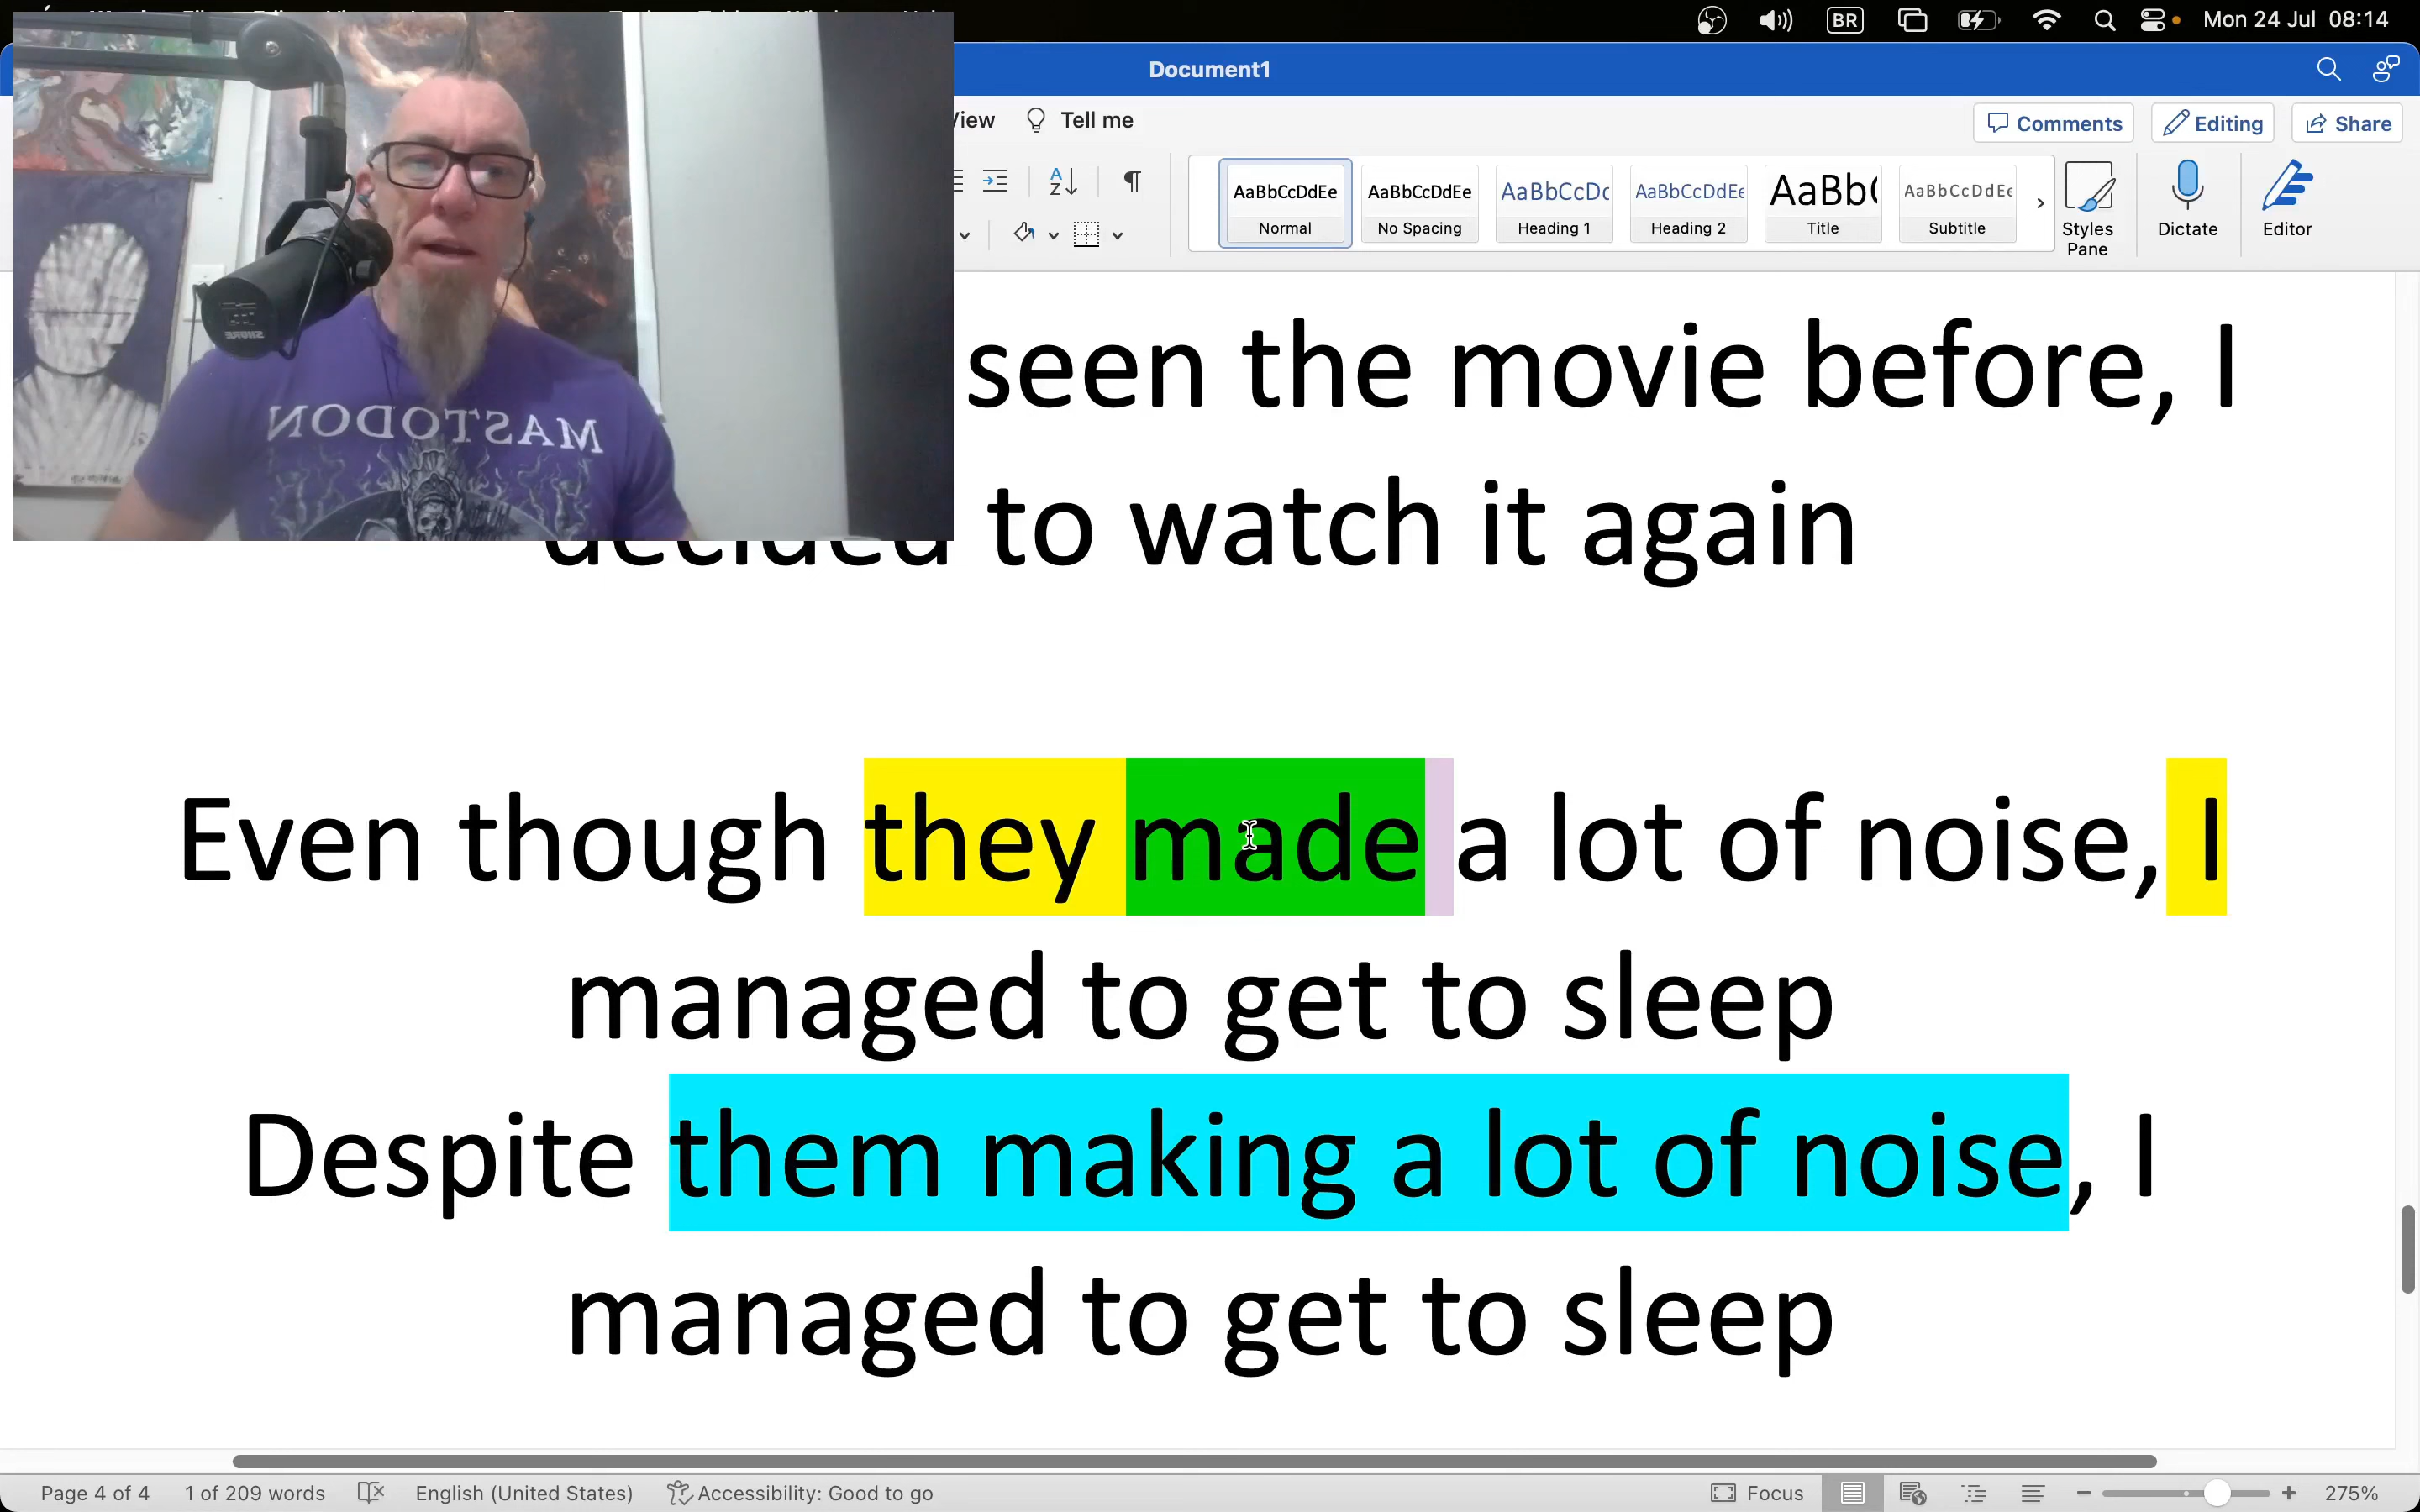 Mon 24 Jul 08:14
BR
Document1
View Tell me
Comments Editing Share
AaBbCcDdEe AaBbCcDdEe AaBbCcDc AaBbCcDdEe AaBb( AaBbCcDdEe
Normal No Spacing Heading 1 Heading 2 Title Subtitle
Styles Pane Dictate Editor
MASTODON
SHURE
seen the movie before, I
decided to watch it again
Even though they made a lot of noise, I
managed to get to sleep
Despite them making a lot of noise, I
managed to get to sleep
Page 4 of 4 1 of 209 words English (United States) Accessibility: Good to go Focus 275%